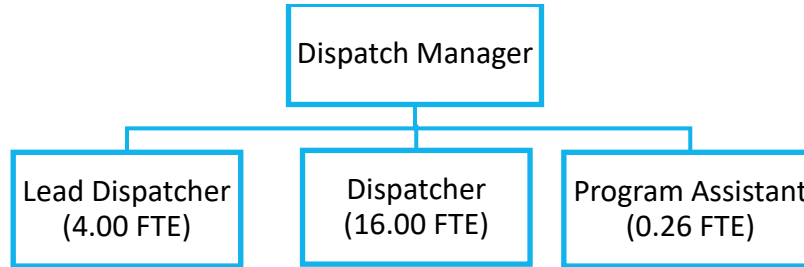 Dispatch Manager
Lead Dispatcher
(4.00 FTE)
Dispatcher
(16.00 FTE)
Program Assistant
(0.26 FTE)